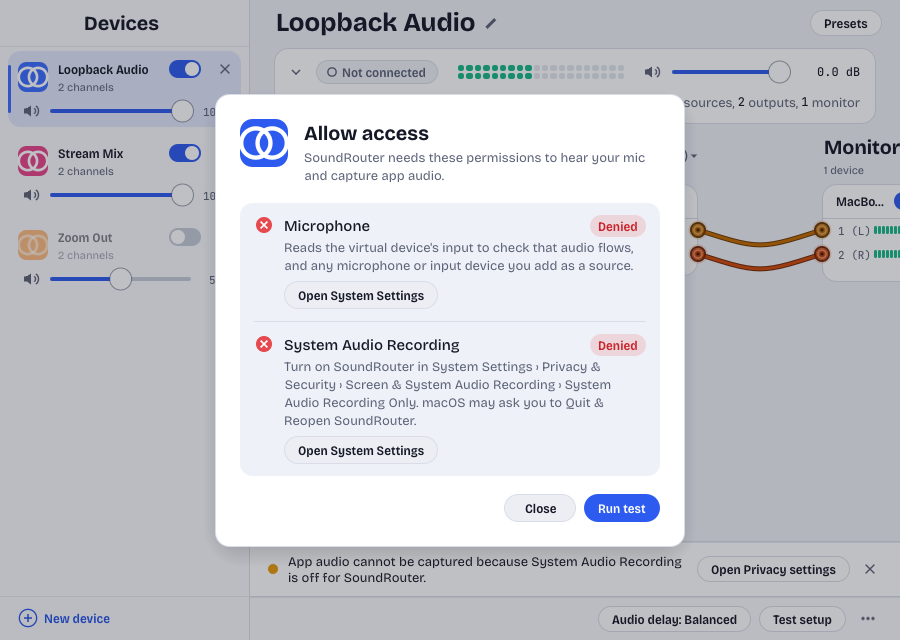 Devices
Loopback Audio
2 channels
10
Stream Mix
2 channels
10
Zoom Out
2 channels
5
New device
Loopback Audio
Presets
Not connected
0.0 dB
sources, 2 outputs, 1 monitor
Monitor
1 device
MacBo...
1 (L)
2 (R)
Allow access
SoundRouter needs these permissions to hear your mic
and capture app audio.
Microphone
Denied
Reads the virtual device's input to check that audio flows,
and any microphone or input device you add as a source.
Open System Settings
System Audio Recording
Denied
Turn on SoundRouter in System Settings › Privacy &
Security › Screen & System Audio Recording › System
Audio Recording Only. macOS may ask you to Quit &
Reopen SoundRouter.
Open System Settings
Close
Run test
App audio cannot be captured because System Audio Recording
is off for SoundRouter.
Open Privacy settings
Audio delay: Balanced
Test setup